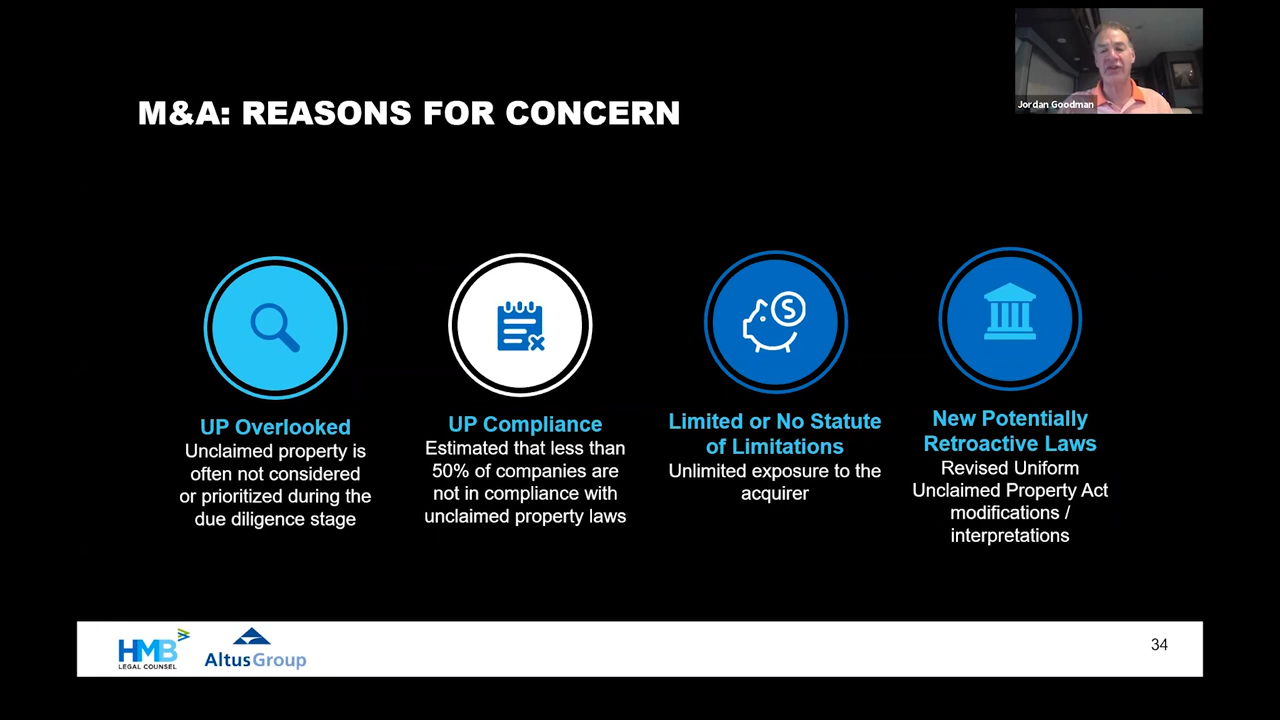 Jordan Goodman
M&A: REASONS FOR CONCERN
UP Overlooked
Unclaimed property is
often not considered
or prioritized during the
due diligence stage
UP Compliance
Estimated that less than
50% of companies are
not in compliance with
unclaimed property laws
Limited or No Statute
of Limitations
Unlimited exposure to the
acquirer
New Potentially
Retroactive Laws
Revised Uniform
Unclaimed Property Act
modifications /
interpretations
HMB
LEGAL COUNSEL
AltusGroup
34